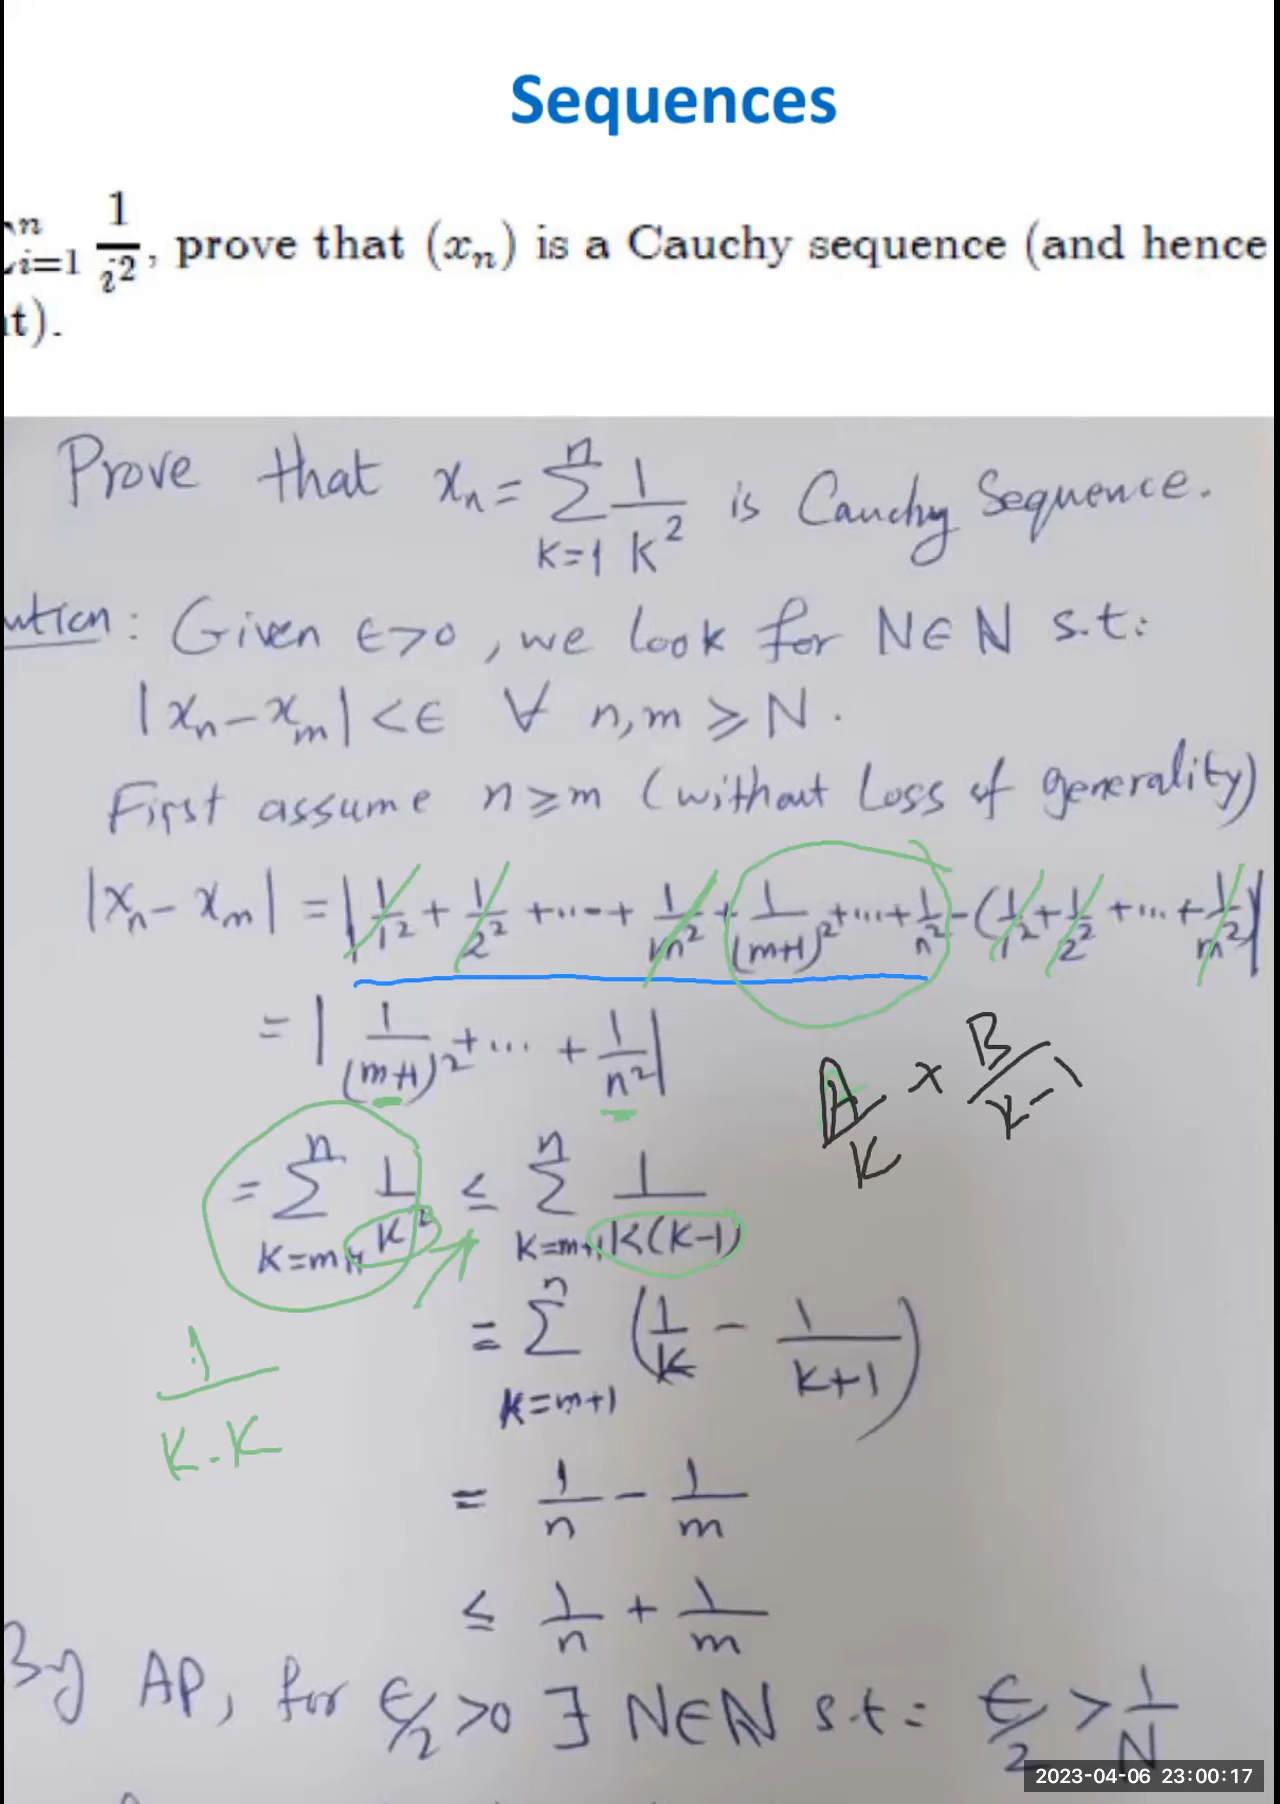 Sequences
n
i=1 1/i², prove that (xₙ) is a Cauchy sequence (and hence
t).
Prove that xₙ = Σ_{K=1}^{n} 1/K² is Cauchy Sequence.
ution: Given ϵ>0, we look for N∈ℕ s.t:
|xₙ - xₘ| < ϵ ∀ n,m ⩾ N.
First assume n⩾m (without Loss of generality)
|xₙ - xₘ| = |1/1² + 1/2² + ... + 1/m² + 1/(m+1)² + ... + 1/n² - (1/1² + 1/2² + ... + 1/m²)|
= |1/(m+1)² + ... + 1/n²|
A/K × B/K-1
= Σ_{K=m+1}^{n} 1/K² ≤ Σ_{K=m+1}^{n} 1/K(K-1)
= Σ_{K=m+1}^{n} (1/K - 1/K+1)
1/K.K
= 1/n - 1/m
≤ 1/n + 1/m
By AP, for ϵ/2 >0 ∃ N∈ℕ s.t: ϵ/2 > 1/N
2023-04-06 23:00:17